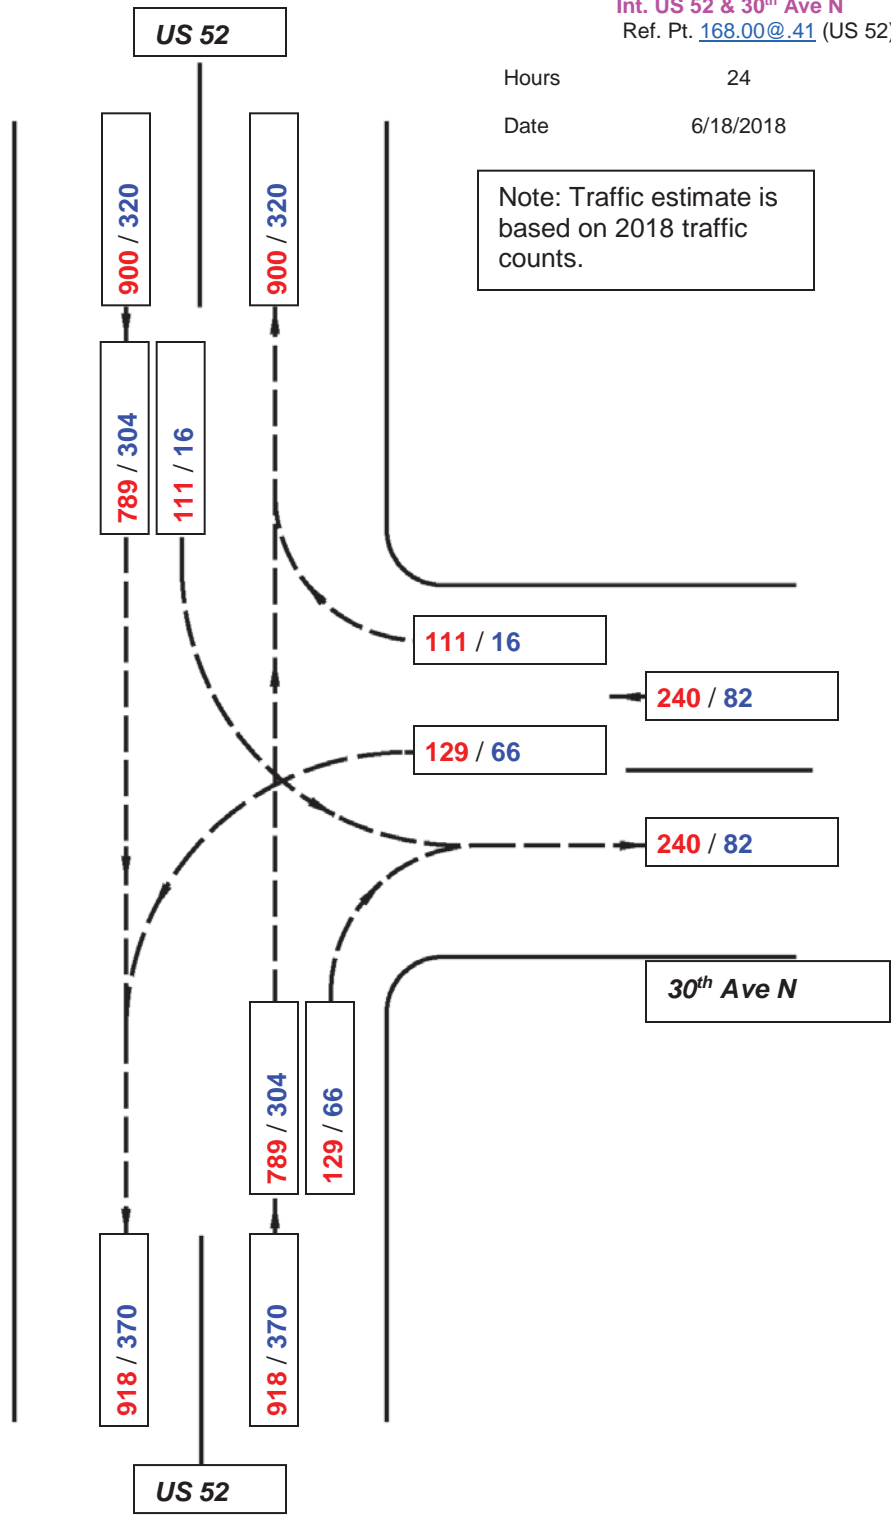 Int. US 52 & 30th Ave N
Ref. Pt. 168.00@.41 (US 52)
US 52
Hours 24
Date 6/18/2018
Note: Traffic estimate is
based on 2018 traffic
counts.
900 / 320
900 / 320
789 / 304
111 / 16
111 / 16
240 / 82
129 / 66
240 / 82
30th Ave N
789 / 304
129 / 66
918 / 370
918 / 370
US 52